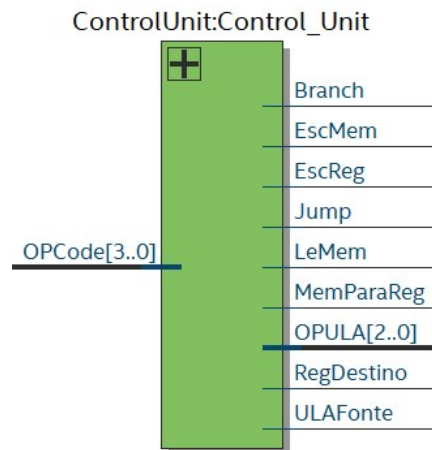 ControlUnit:Control_Unit
Branch
EscMem
EscReg
Jump
OPCode[3..0]
LeMem
MemParaReg
OPULA[2..0]
RegDestino
ULAFonte